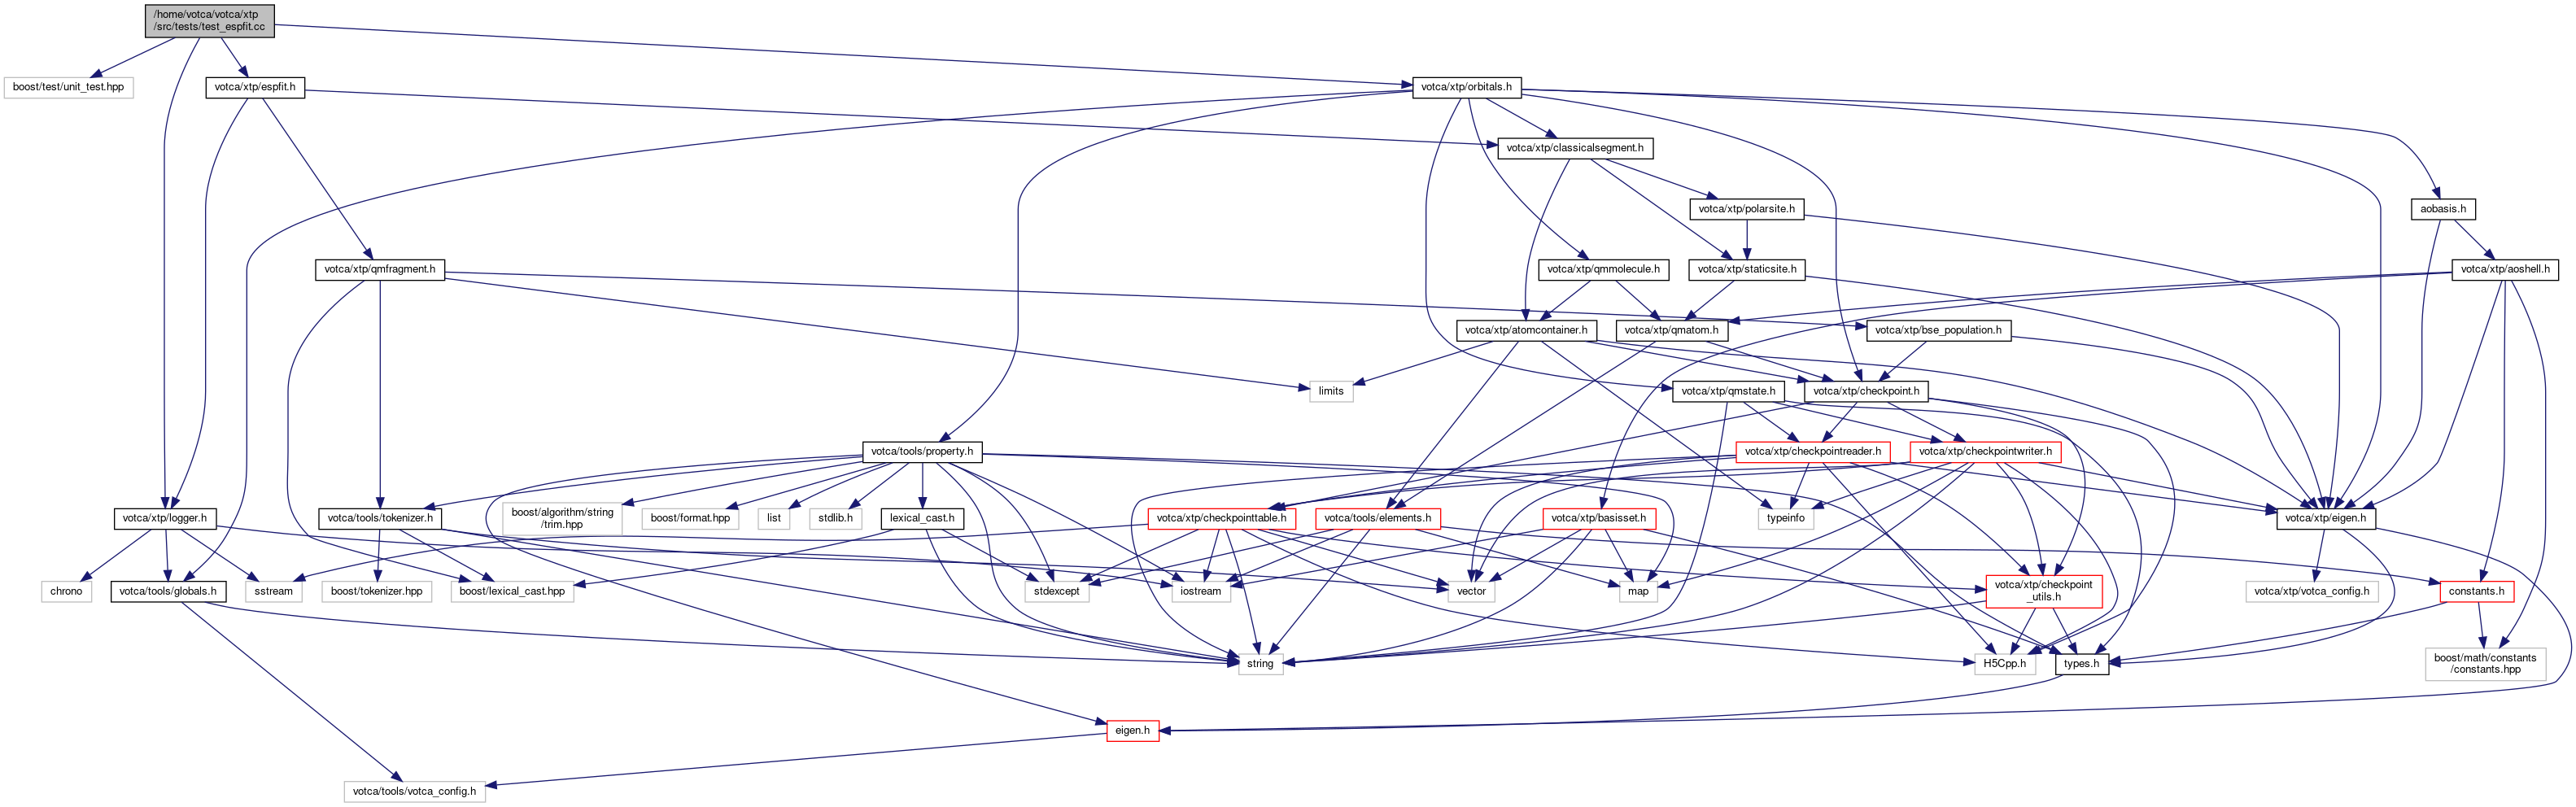 /home/votca/votca/xtp
/src/tests/test_espfit.cc
boost/test/unit_test.hpp
votca/xtp/espfit.h
votca/xtp/orbitals.h
votca/xtp/classicalsegment.h
votca/xtp/polarsite.h
aobasis.h
votca/xtp/qmfragment.h
votca/xtp/qmmolecule.h
votca/xtp/staticsite.h
votca/xtp/aoshell.h
votca/xtp/atomcontainer.h
votca/xtp/qmatom.h
votca/xtp/bse_population.h
limits
votca/xtp/qmstate.h
votca/xtp/checkpoint.h
votca/tools/property.h
votca/xtp/checkpointreader.h
votca/xtp/checkpointwriter.h
votca/xtp/logger.h
votca/tools/tokenizer.h
boost/algorithm/string
/trim.hpp
boost/format.hpp
list
stdlib.h
lexical_cast.h
votca/xtp/checkpointtable.h
votca/tools/elements.h
votca/xtp/basisset.h
typeinfo
votca/xtp/eigen.h
chrono
votca/tools/globals.h
sstream
boost/tokenizer.hpp
boost/lexical_cast.hpp
stdexcept
iostream
vector
map
votca/xtp/checkpoint
_utils.h
votca/xtp/votca_config.h
constants.h
string
H5Cpp.h
types.h
boost/math/constants
/constants.hpp
eigen.h
votca/tools/votca_config.h